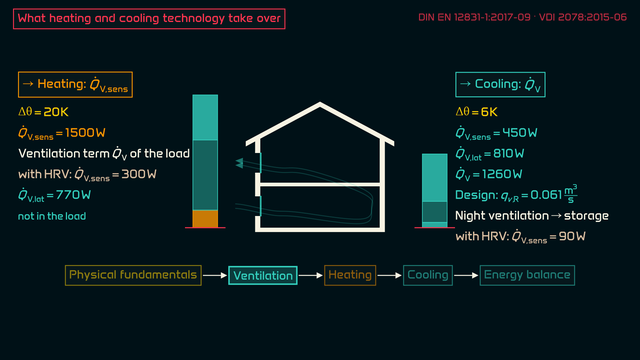 What heating and cooling technology take over
DIN EN 12831-1:2017-09 · VDI 2078:2015-06
→ Heating: Q̇V,sens
Δθ = 20K
Q̇V,sens = 1500W
Ventilation term Q̇V of the load
with HRV: Q̇V,sens = 300W
Q̇V,lat = 770W
not in the load
→ Cooling: Q̇V
Δθ = 6K
Q̇V,sens = 450W
Q̇V,lat = 810W
Q̇V = 1260W
Design: qv,R = 0.061 m³/s
Night ventilation → storage
with HRV: Q̇V,sens = 90W
Physical fundamentals → Ventilation → Heating → Cooling → Energy balance